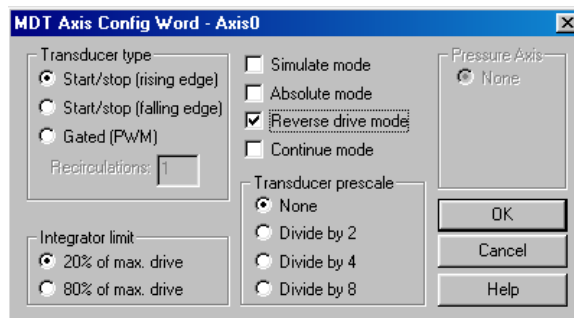 MDT Axis Config Word - Axis0
Transducer type
Start/stop (rising edge)
Start/stop (falling edge)
Gated (PWM)
Recirculations: 1
Integrator limit
20% of max. drive
80% of max. drive
Simulate mode
Absolute mode
Reverse drive mode
Continue mode
Transducer prescale
None
Divide by 2
Divide by 4
Divide by 8
Pressure Axis
None
OK
Cancel
Help